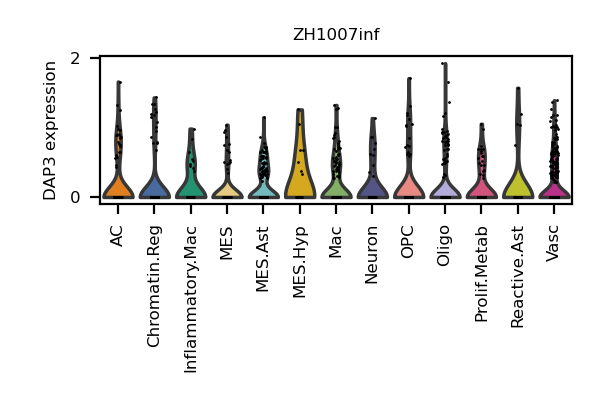 ZH1007inf
DAP3 expression
2
0
AC
Chromatin.Reg
Inflammatory.Mac
MES
MES.Ast
MES.Hyp
Mac
Neuron
OPC
Oligo
Prolif.Metab
Reactive.Ast
Vasc